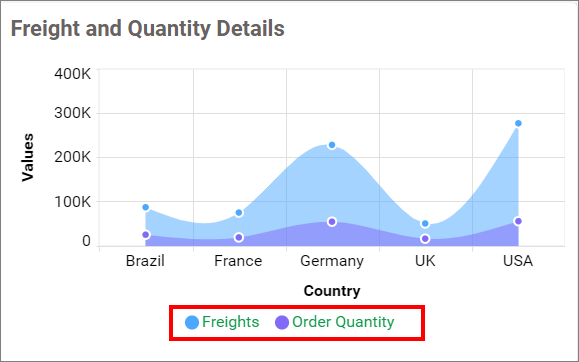 Freight and Quantity Details
400K
300K
200K
100K
0
Values
Brazil France Germany UK USA
Country
Freights Order Quantity